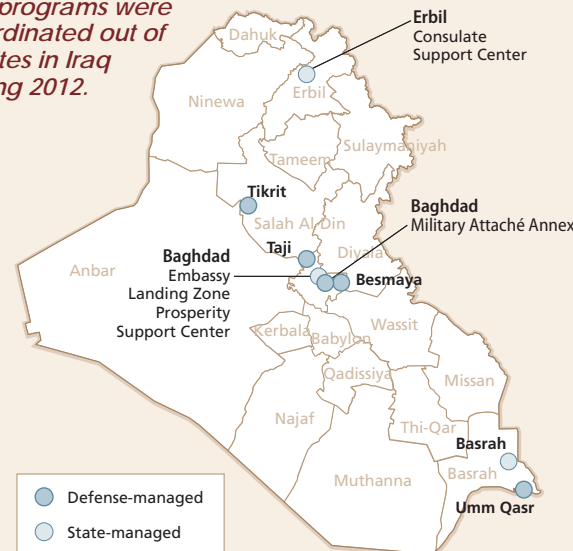 programs were
rdinated out of
tes in Iraq
ng 2012.
Erbil
Consulate
Support Center
Dahuk
Ninewa
Erbil
Sulaymaniyah
Tameem
Tikrit
Salah Al-Din
Baghdad
Military Attaché Annex
Taji
Diyala
Baghdad
Embassy
Landing Zone
Prosperity
Support Center
Besmaya
Anbar
Wassit
Kerbala
Babylon
Qadissiya
Missan
Najaf
Thi-Qar
Basrah
Basrah
Muthanna
Umm Qasr
Defense-managed
State-managed